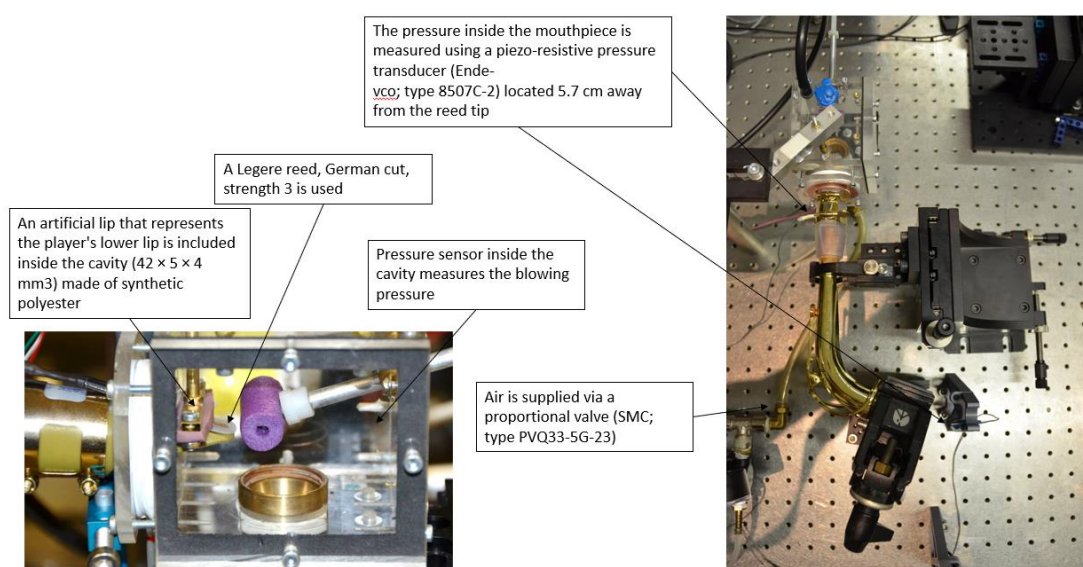 The pressure inside the mouthpiece is
measured using a piezo-resistive pressure
transducer (Ende-
vco; type 8507C-2) located 5.7 cm away
from the reed tip
A Legere reed, German cut,
strength 3 is used
An artificial lip that represents
the player's lower lip is included
inside the cavity (42 × 5 × 4
mm3) made of synthetic
polyester
Pressure sensor inside the
cavity measures the blowing
pressure
Air is supplied via a
proportional valve (SMC;
type PVQ33-5G-23)